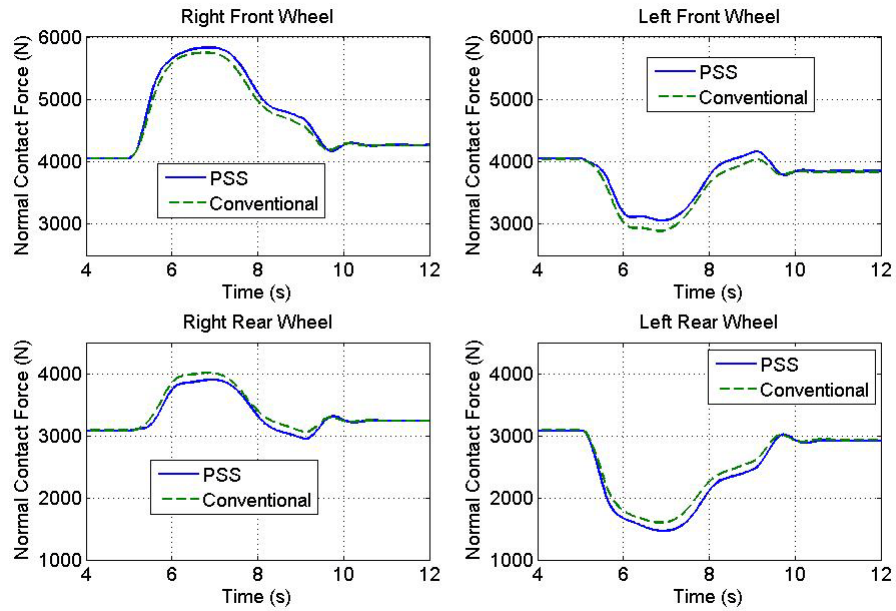 Right Front Wheel
Normal Contact Force (N)
6000
5000
4000
3000
PSS
Conventional
4 6 8 10 12
Time (s)
Left Front Wheel
Normal Contact Force (N)
6000
5000
4000
3000
PSS
Conventional
4 6 8 10 12
Time (s)
Right Rear Wheel
Normal Contact Force (N)
4000
3000
2000
1000
PSS
Conventional
4 6 8 10 12
Time (s)
Left Rear Wheel
Normal Contact Force (N)
4000
3000
2000
1000
PSS
Conventional
4 6 8 10 12
Time (s)